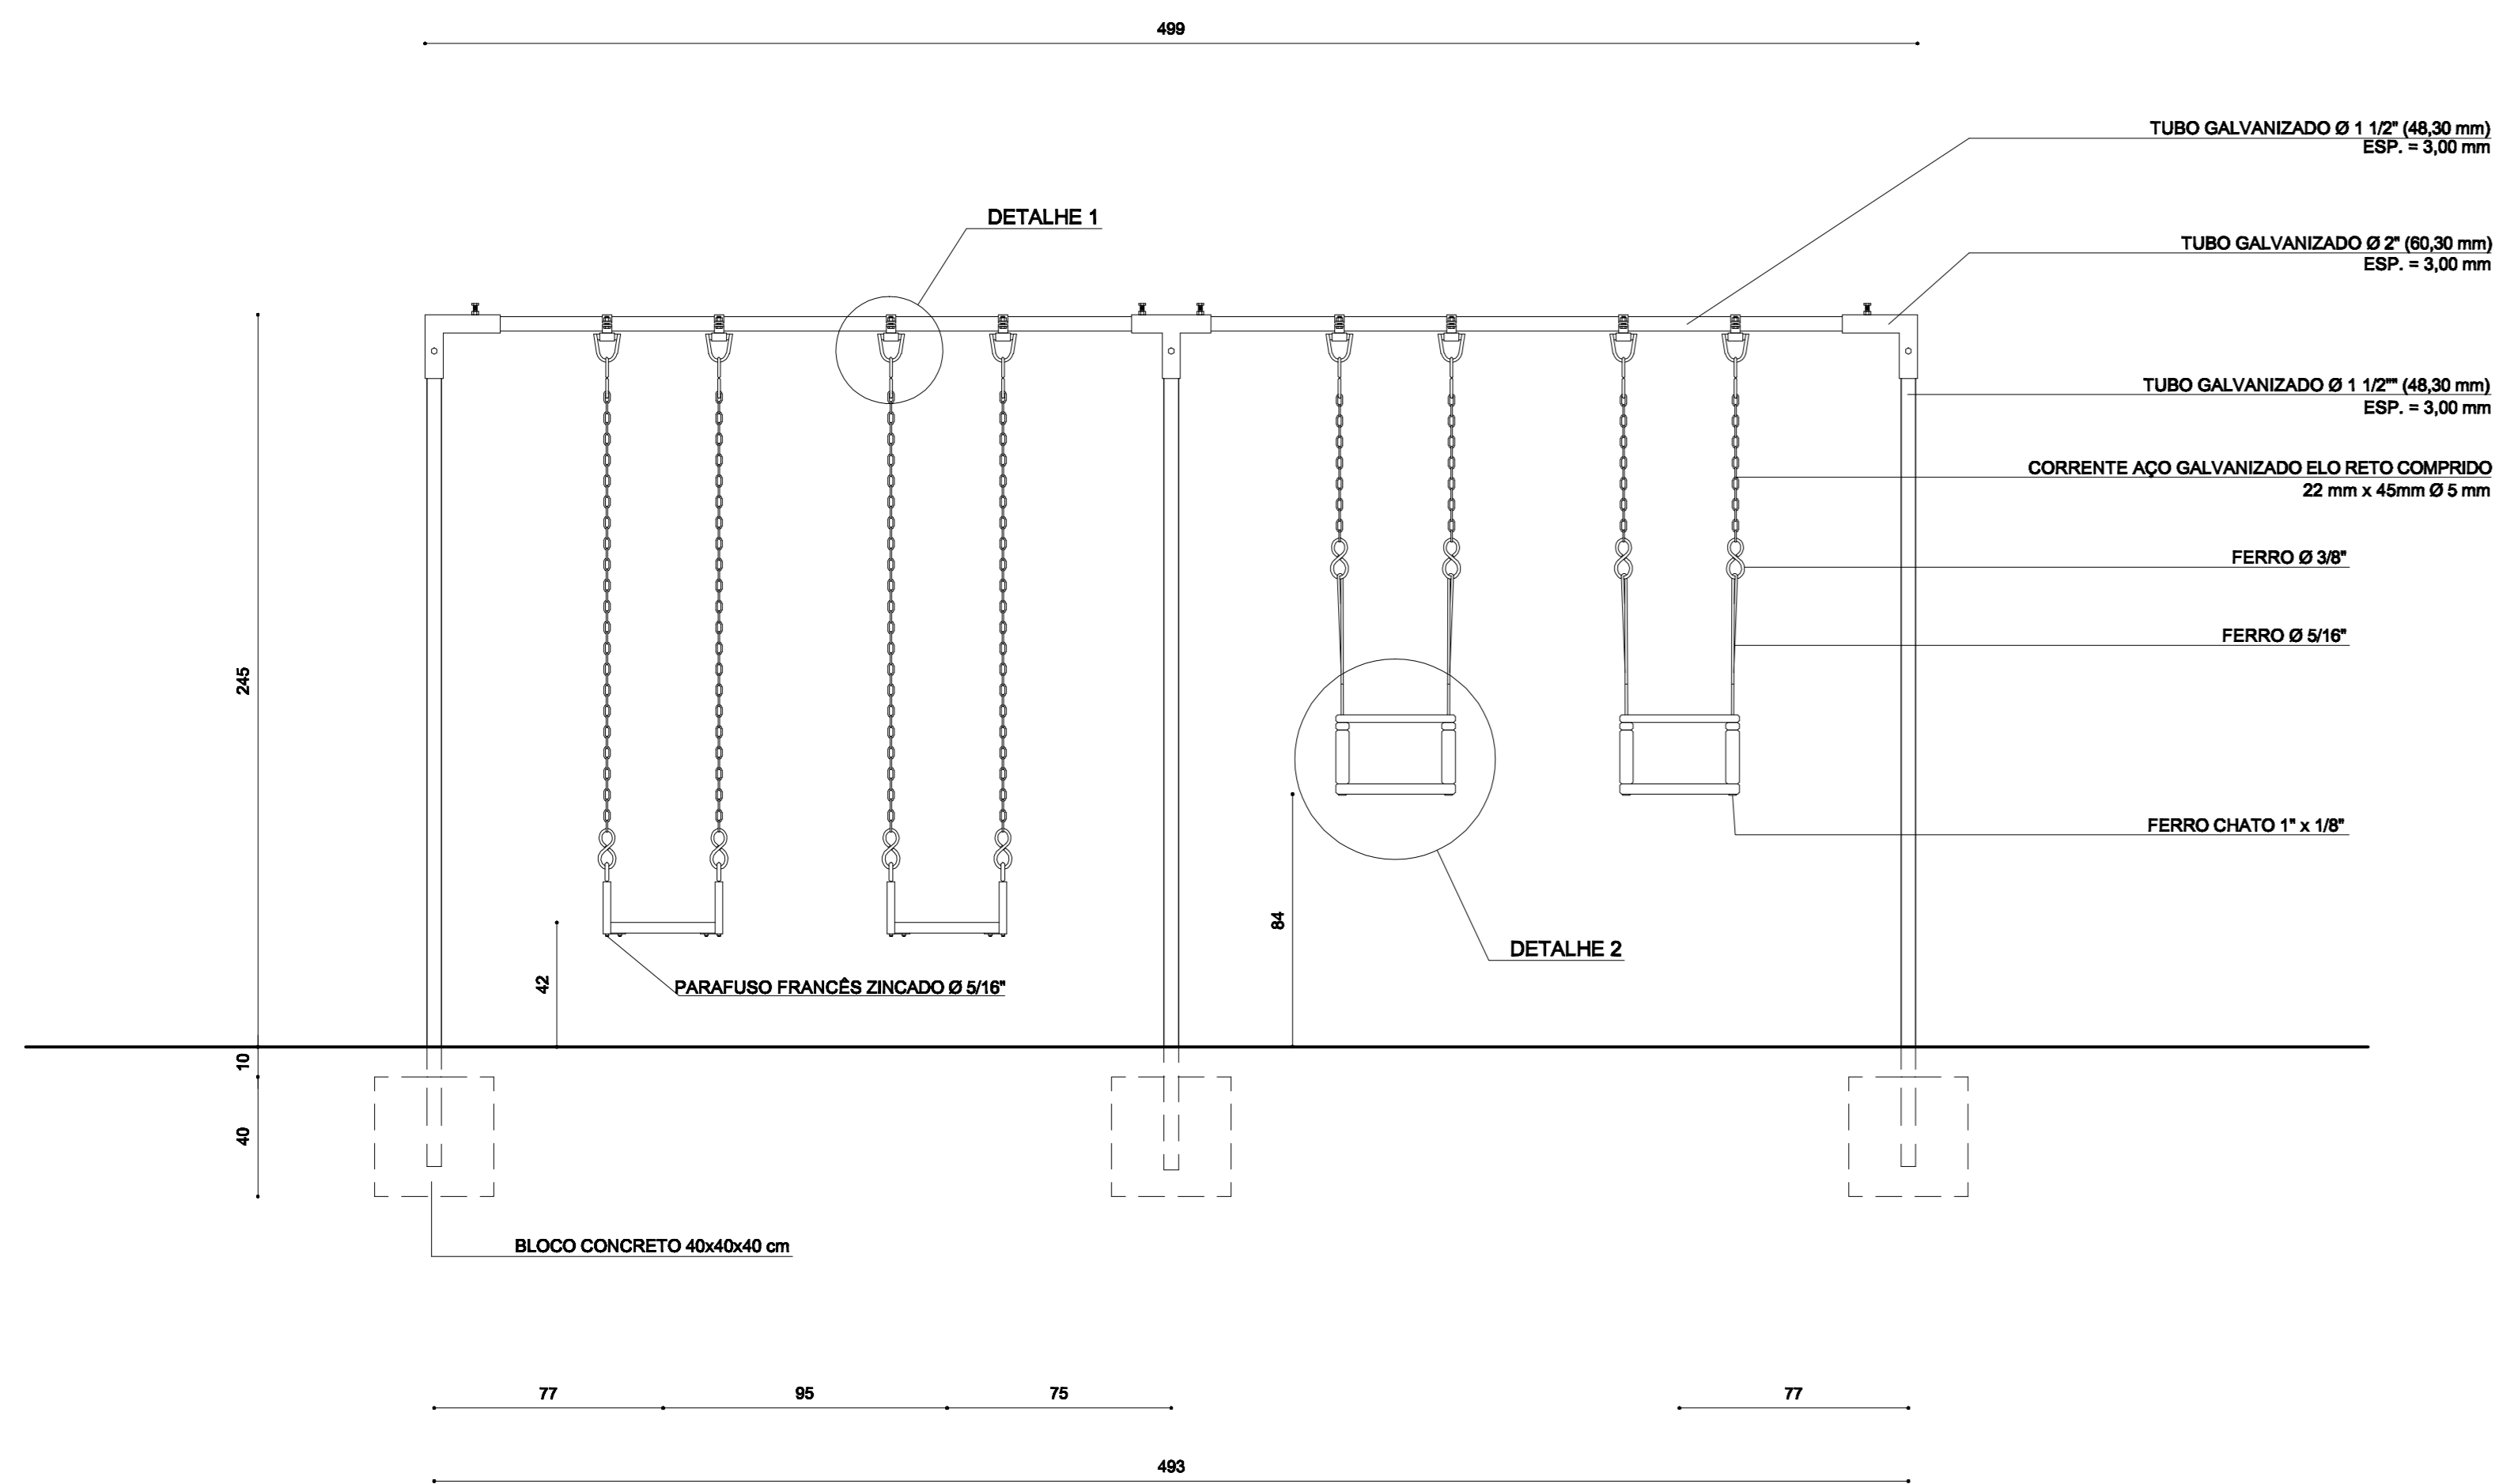 499
TUBO GALVANIZADO Ø 1 1/2" (48,30 mm)
ESP. = 3,00 mm
DETALHE 1
TUBO GALVANIZADO Ø 2" (60,30 mm)
ESP. = 3,00 mm
TUBO GALVANIZADO Ø 1 1/2"" (48,30 mm)
ESP. = 3,00 mm
CORRENTE AÇO GALVANIZADO ELO RETO COMPRIDO
22 mm x 45mm Ø 5 mm
FERRO Ø 3/8"
FERRO Ø 5/16"
245
FERRO CHATO 1" x 1/8"
84
DETALHE 2
42
PARAFUSO FRANCÊS ZINCADO Ø 5/16"
10
40
BLOCO CONCRETO 40x40x40 cm
77 95 75 77
493